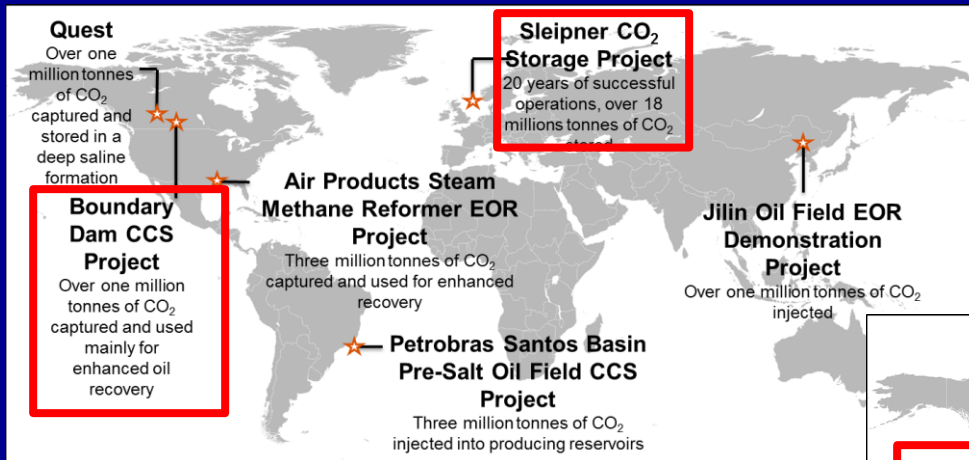 Quest
Over one
million tonnes
of CO₂
captured and
stored in a
deep saline
formation
Sleipner CO₂
Storage Project
20 years of successful
operations, over 18
millions tonnes of CO₂
stored
Boundary
Dam CCS
Project
Over one million
tonnes of CO₂
captured and used
mainly for
enhanced oil
recovery
Air Products Steam
Methane Reformer EOR
Project
Three million tonnes of CO₂
captured and used for enhanced
recovery
Jilin Oil Field EOR
Demonstration
Project
Over one million tonnes of CO₂
injected
Petrobras Santos Basin
Pre-Salt Oil Field CCS
Project
Three million tonnes of CO₂
injected into producing reservoirs